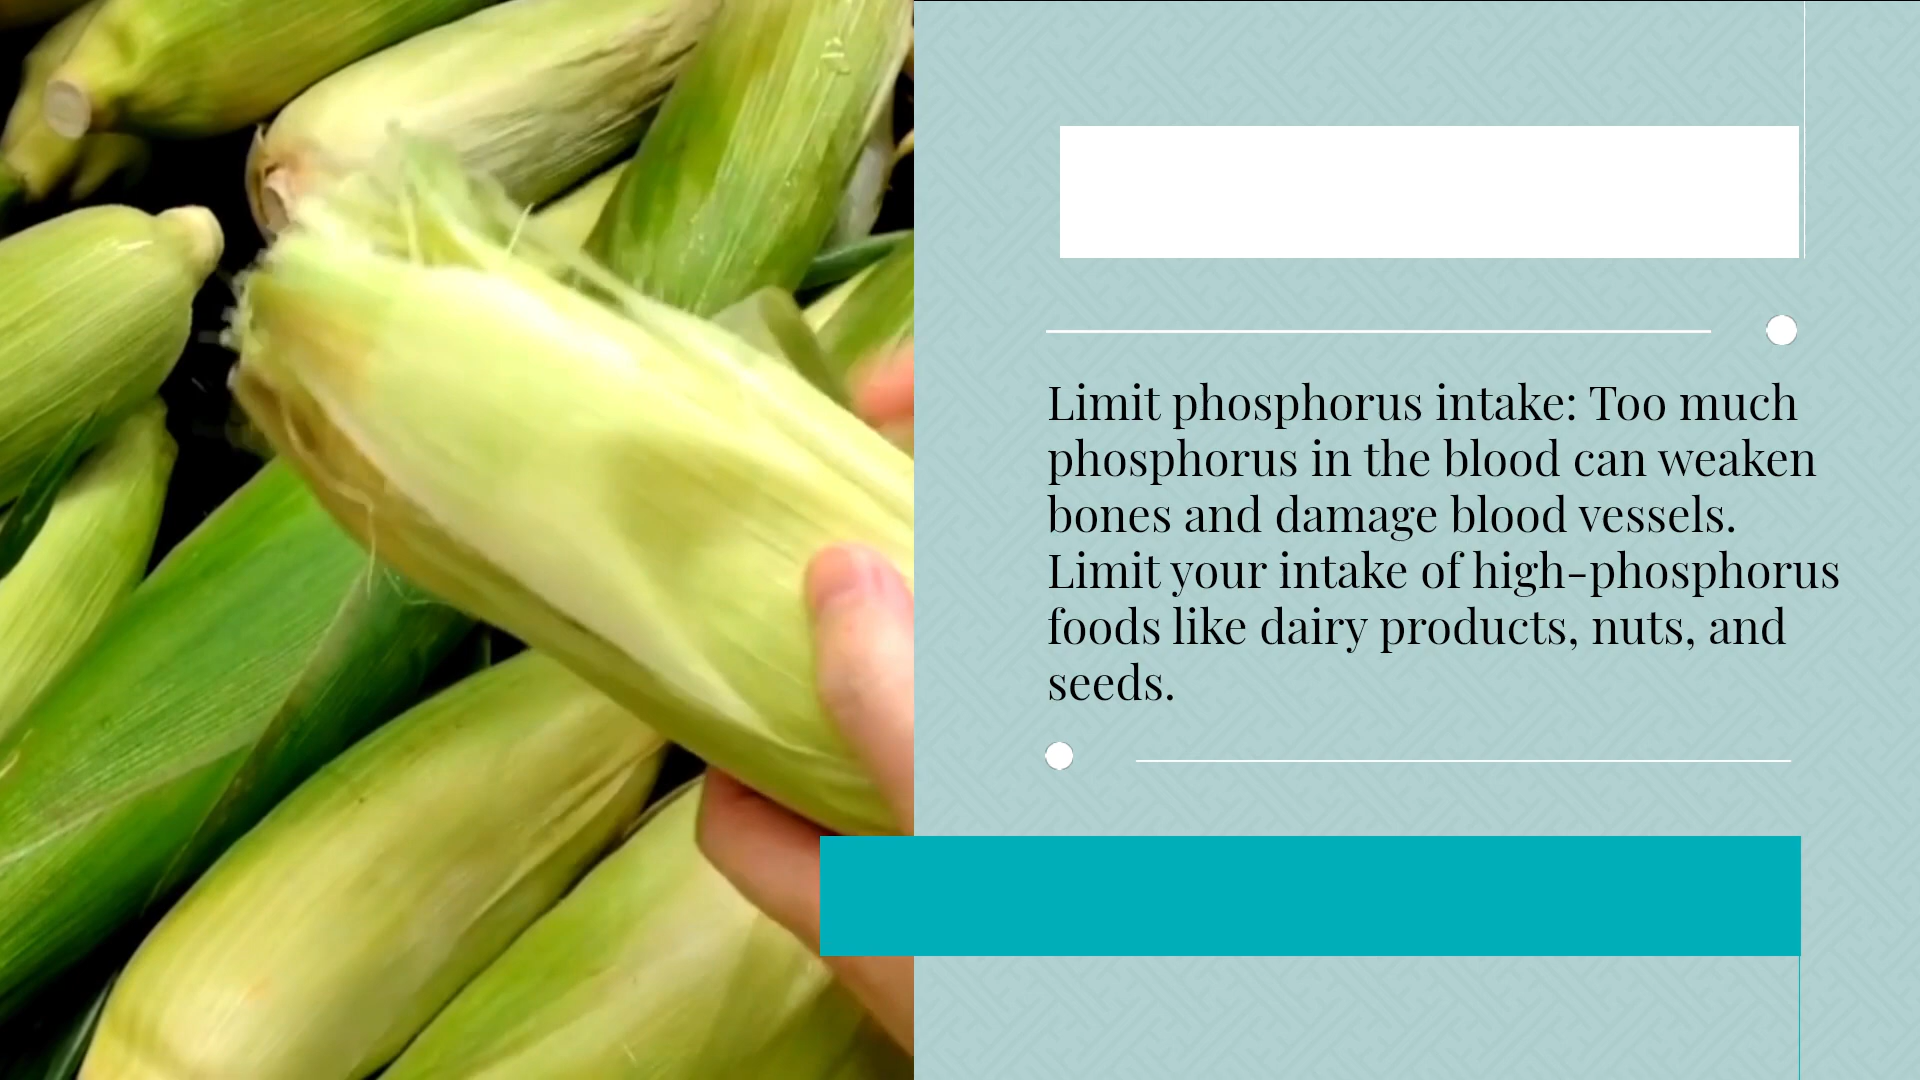 Limit phosphorus intake: Too much
phosphorus in the blood can weaken
bones and damage blood vessels.
Limit your intake of high-phosphorus
foods like dairy products, nuts, and
seeds.